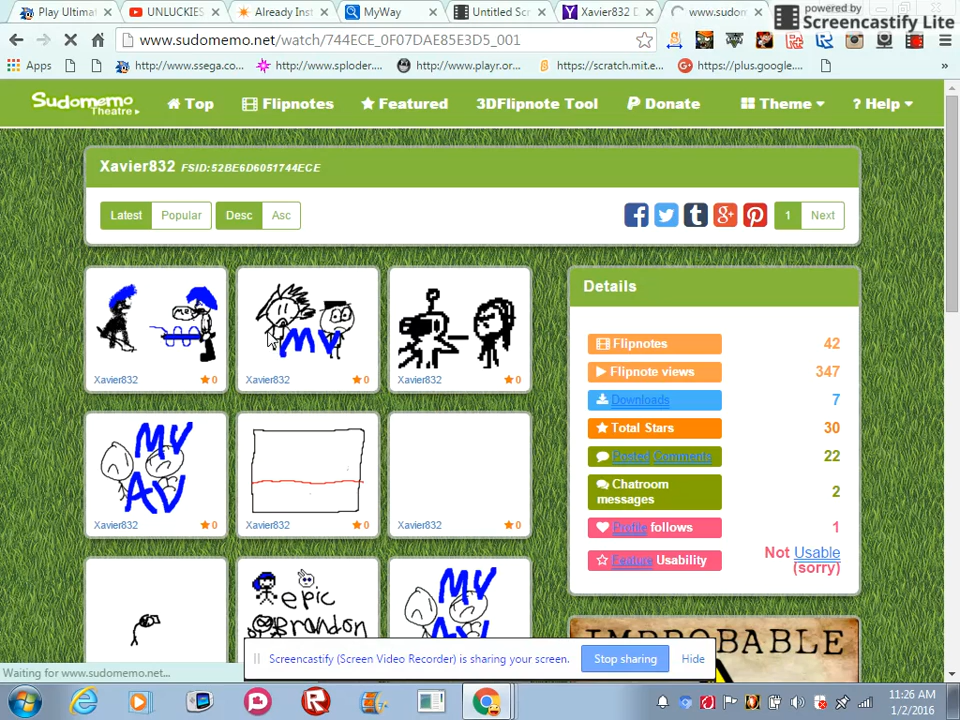 Play Ultimat
UNLUCKIES
Already Inst
MyWay
Untitled Scr
Xavier832 D
www.sudom
powered by
Screencastify Lite
www.sudomemo.net/watch/744ECE_0F07DAE85E3D5_001
Apps
http://www.ssega.co...
http://www.sploder....
http://www.playr.or...
https://scratch.mit.e...
https://plus.google....
»
Sudomemo
Theatre
Top
Flipnotes
Featured
3DFlipnote Tool
Donate
Theme
? Help
Xavier832 FSID:52BE6D6051744ECE
Latest
Popular
Desc
Asc
1
Next
Me
MV
Xavier832 0
Xavier832 0
Xavier832 0
Details
Flipnotes 42
Flipnote views 347
Downloads 7
Total Stars 30
Posted Comments 22
Chatroom messages 2
Profile follows 1
Feature Usability Not Usable (sorry)
MV
AV
Xavier832 0
Xavier832 0
Xavier832 0
epic
Brandon
MV
AV
IMPROBABLE
Screencastify (Screen Video Recorder) is sharing your screen.
Stop sharing
Hide
Waiting for www.sudomemo.net...
11:26 AM
1/2/2016